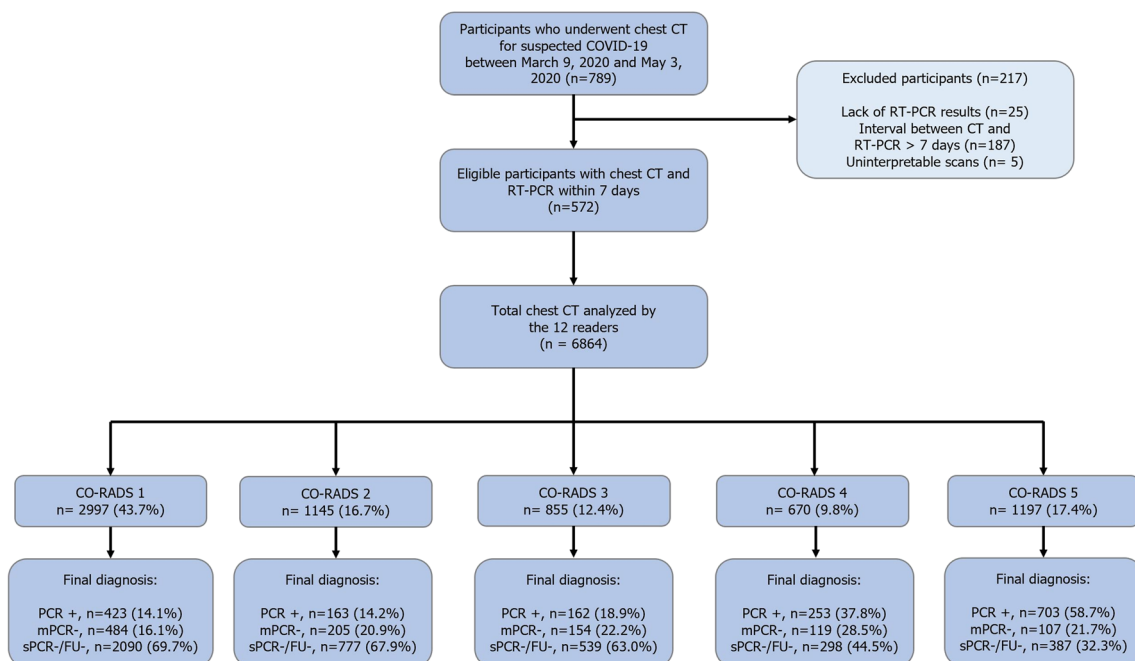 Participants who underwent chest CT
for suspected COVID-19
between March 9, 2020 and May 3,
2020 (n=789)
Excluded participants (n=217)
Lack of RT-PCR results (n=25)
Interval between CT and
RT-PCR > 7 days (n=187)
Uninterpretable scans (n= 5)
Eligible participants with chest CT and
RT-PCR within 7 days
(n=572)
Total chest CT analyzed by
the 12 readers
(n = 6864)
CO-RADS 1
n= 2997 (43.7%)
CO-RADS 2
n= 1145 (16.7%)
CO-RADS 3
n= 855 (12.4%)
CO-RADS 4
n= 670 (9.8%)
CO-RADS 5
n= 1197 (17.4%)
Final diagnosis:
PCR +, n=423 (14.1%)
mPCR-, n=484 (16.1%)
sPCR-/FU-, n=2090 (69.7%)
Final diagnosis:
PCR +, n=163 (14.2%)
mPCR-, n=205 (20.9%)
sPCR-/FU-, n=777 (67.9%)
Final diagnosis:
PCR +, n=162 (18.9%)
mPCR-, n=154 (22.2%)
sPCR-/FU-, n=539 (63.0%)
Final diagnosis:
PCR +, n=253 (37.8%)
mPCR-, n=119 (28.5%)
sPCR-/FU-, n=298 (44.5%)
Final diagnosis:
PCR +, n=703 (58.7%)
mPCR-, n=107 (21.7%)
sPCR-/FU-, n=387 (32.3%)